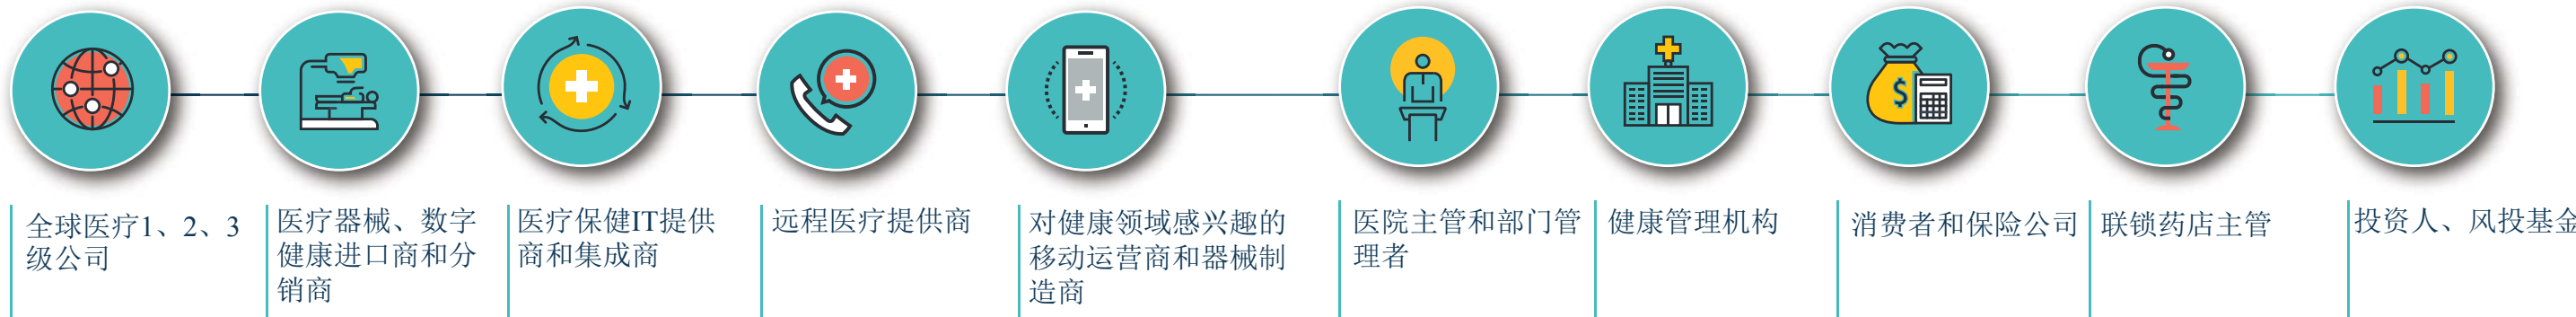 全球医疗1、2、3
级公司
医疗器械、数字
健康进口商和分
销商
医疗保健IT提供
商和集成商
远程医疗提供商
对健康领域感兴趣的
移动运营商和器械制
造商
医院主管和部门管
理者
健康管理机构
消费者和保险公司
联锁药店主管
投资人、风投基金